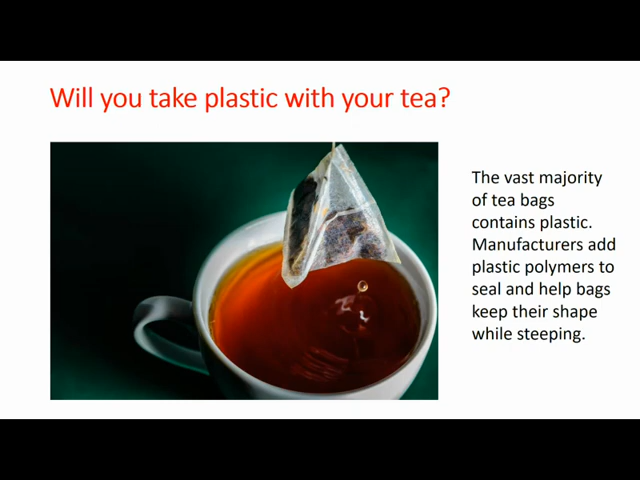 Will you take plastic with your tea?
The vast majority
of tea bags
contains plastic.
Manufacturers add
plastic polymers to
seal and help bags
keep their shape
while steeping.